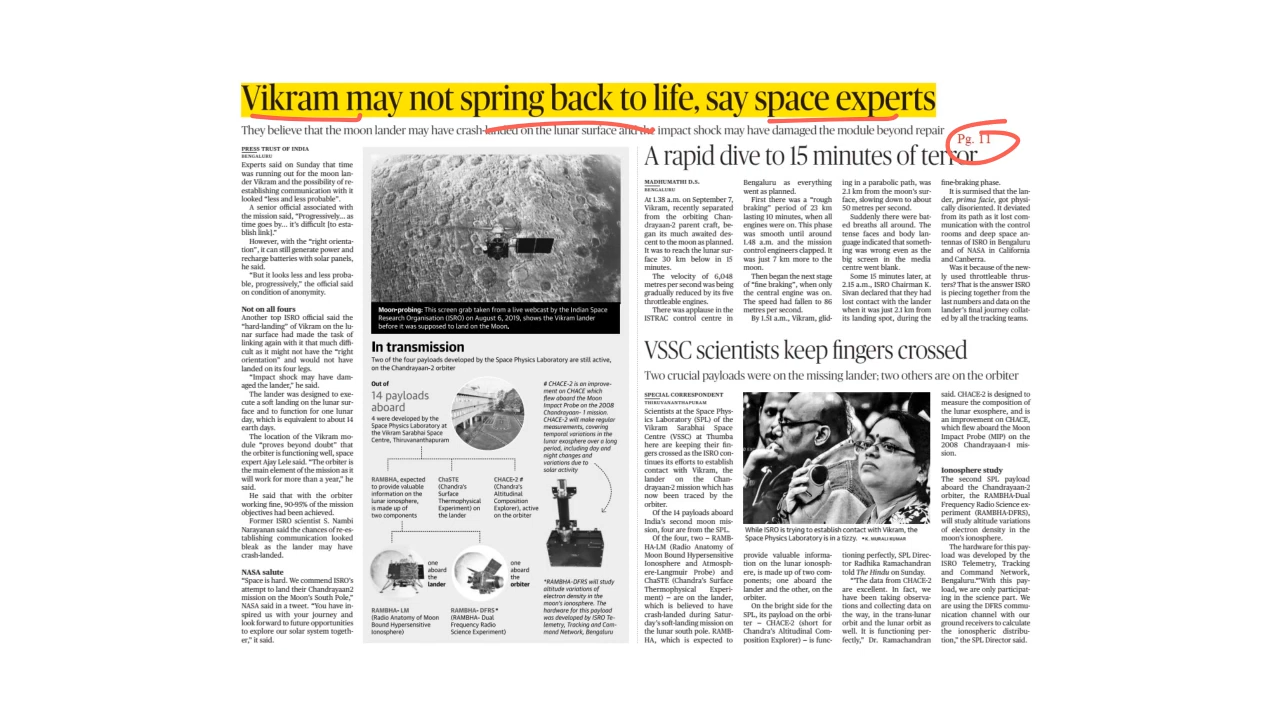 Vikram may not spring back to life, say space experts
They believe that the moon lander may have crash-landed on the lunar surface and the impact shock may have damaged the module beyond repair
Pg. 11
PRESS TRUST OF INDIA
BENGALURU
Experts said on Sunday that time
was running out for the moon lan-
der Vikram and the possibility of re-
establishing communication with it
looked "less and less probable".
A senior official associated with
the mission said, "Progressively... as
time goes by... it's difficult [to esta-
blish link]."
However, with the "right orienta-
tion", it can still generate power and
recharge batteries with solar panels,
he said.
"But it looks less and less proba-
ble, progressively," the official said
on condition of anonymity.
Not on all fours
Another top ISRO official said the
"hard-landing" of Vikram on the lu-
nar surface had made the task of
linking again with it that much diffi-
cult as it might not have the "right
orientation" and would not have
landed on its four legs.
"Impact shock may have dam-
aged the lander," he said.
The lander was designed to exe-
cute a soft landing on the lunar sur-
face and to function for one lunar
day, which is equivalent to about 14
earth days.
The location of the Vikram mo-
dule "proves beyond doubt" that
the orbiter is functioning well, space
expert Ajay Lele said. "The orbiter is
the main element of the mission as it
will work for more than a year," he
said.
He said that with the orbiter
working fine, 90-95% of the mission
objectives had been achieved.
Former ISRO scientist S. Nambi
Narayanan said the chances of re-es-
tablishing communication looked
bleak as the lander may have
crash-landed.
NASA salute
"Space is hard. We commend ISRO's
attempt to land their Chandrayaan2
mission on the Moon's South Pole,"
NASA said in a tweet. "You have in-
spired us with your journey and
look forward to future opportunities
to explore our solar system togeth-
er," it said.
Moon-probing: This screen grab taken from a live webcast by the Indian Space
Research Organisation (ISRO) on August 6, 2019, shows the Vikram lander
before it was supposed to land on the Moon.
In transmission
Two of the four payloads developed by the Space Physics Laboratory are still active,
on the Chandrayaan-2 orbiter
Out of
14 payloads
aboard
4 were developed by the
Space Physics Laboratory at
the Vikram Sarabhai Space
Centre, Thiruvananthapuram
# CHACE-2 is an improve-
ment on CHACE which
flew aboard the Moon
Impact Probe on the 2008
Chandrayaan- 1 mission.
CHACE-2 will make regular
measurements, covering
temporal variations in the
lunar exosphere over a long
period, including day and
night changes and
variations due to
solar activity
RAMBHA, expected
to provide valuable
information on the
lunar ionosphere,
is made up of
two components
ChaSTE
(Chandra's
Surface
Thermophysical
Experiment) on
the lander
CHACE-2 #
(Chandra's
Altitudinal
Composition
Explorer), active
on the orbiter
one
aboard
the
lander
one
aboard
the
orbiter
RAMBHA- LM
(Radio Anatomy of Moon
Bound Hypersensitive
Ionosphere)
RAMBHA- DFRS*
(RAMBHA- Dual
Frequency Radio
Science Experiment)
*RAMBHA-DFRS will study
altitude variations of
electron density in the
moon's ionosphere. The
hardware for this payload
was developed by ISRO Te-
lemetry, Tracking and Com-
mand Network, Bengaluru
A rapid dive to 15 minutes of terror
MADHUMATHI D.S.
BENGALURU
At 1.38 a.m. on September 7,
Vikram, recently separated
from the orbiting Chan-
drayaan-2 parent craft, be-
gan its much awaited des-
cent to the moon as planned.
It was to reach the lunar sur-
face 30 km below in 15
minutes.
The velocity of 6,048
metres per second was being
gradually reduced by its five
throttleable engines.
There was applause in the
ISTRAC control centre in
Bengaluru as everything
went as planned.
First there was a "rough
braking" period of 23 km
lasting 10 minutes, when all
engines were on. This phase
was smooth until around
1.48 a.m. and the mission
control engineers clapped. It
was just 7 km more to the
moon.
Then began the next stage
of "fine braking", when only
the central engine was on.
The speed had fallen to 86
metres per second.
By 1.51 a.m., Vikram, glid-
ing in a parabolic path, was
2.1 km from the moon's sur-
face, slowing down to about
50 metres per second.
Suddenly there were bat-
ed breaths all around. The
tense faces and body lan-
guage indicated that someth-
ing was wrong even as the
big screen in the media
centre went blank.
Some 15 minutes later, at
2.15 a.m., ISRO Chairman K.
Sivan declared that they had
lost contact with the lander
when it was just 2.1 km from
its landing spot, during the
fine-braking phase.
It is surmised that the lan-
der, prima facie, got physi-
cally disoriented. It deviated
from its path as it lost com-
munication with the control
rooms and deep space an-
tennas of ISRO in Bengaluru
and of NASA in California
and Canberra.
Was it because of the new-
ly used throttleable thrus-
ters? That is the answer ISRO
is piecing together from the
last numbers and data on the
lander's final journey collat-
ed by all the tracking teams.
VSSC scientists keep fingers crossed
Two crucial payloads were on the missing lander; two others are on the orbiter
SPECIAL CORRESPONDENT
THIRUVANANTHAPURAM
Scientists at the Space Phys-
ics Laboratory (SPL) of the
Vikram Sarabhai Space
Centre (VSSC) at Thumba
here are keeping their fin-
gers crossed as the ISRO con-
tinues its efforts to establish
contact with Vikram, the
lander on the Chan-
drayaan-2 mission which has
now been traced by the
orbiter.
Of the 14 payloads aboard
India's second moon mis-
sion, four are from the SPL.
Of the four, two – RAMB-
HA-LM (Radio Anatomy of
Moon Bound Hypersensitive
Ionosphere and Atmosph-
ere-Langmuir Probe) and
ChaSTE (Chandra's Surface
Thermophysical Experi-
ment) – are on the lander,
which is believed to have
crash-landed during Satur-
day's soft-landing mission on
the lunar south pole. RAMB-
HA, which is expected to
While ISRO is trying to establish contact with Vikram, the
Space Physics Laboratory is in a tizzy. •K. MURALI KUMAR
provide valuable informa-
tion on the lunar ionosph-
ere, is made up of two com-
ponents; one aboard the
lander and the other, on the
orbiter.
On the bright side for the
SPL, its payload on the orbi-
ter – CHACE-2 (short for
Chandra's Altitudinal Com-
position Explorer) – is func-
tioning perfectly, SPL Direc-
tor Radhika Ramachandran
told The Hindu on Sunday.
"The data from CHACE-2
are excellent. In fact, we
have been taking observa-
tions and collecting data on
the way, in the trans-lunar
orbit and the lunar orbit as
well. It is functioning per-
fectly," Dr. Ramachandran
said. CHACE-2 is designed to
measure the composition of
the lunar exosphere, and is
an improvement on CHACE,
which flew aboard the Moon
Impact Probe (MIP) on the
2008 Chandrayaan-1 mis-
sion.
Ionosphere study
The second SPL payload
aboard the Chandrayaan-2
orbiter, the RAMBHA-Dual
Frequency Radio Science ex-
periment (RAMBHA-DFRS),
will study altitude variations
of electron density in the
moon's ionosphere.
The hardware for this pay-
load was developed by the
ISRO Telemetry, Tracking
and Command Network,
Bengaluru."With this pay-
load, we are only participat-
ing in the science part. We
are using the DFRS commu-
nication channel with our
ground receivers to calculate
the ionospheric distribu-
tion," the SPL Director said.